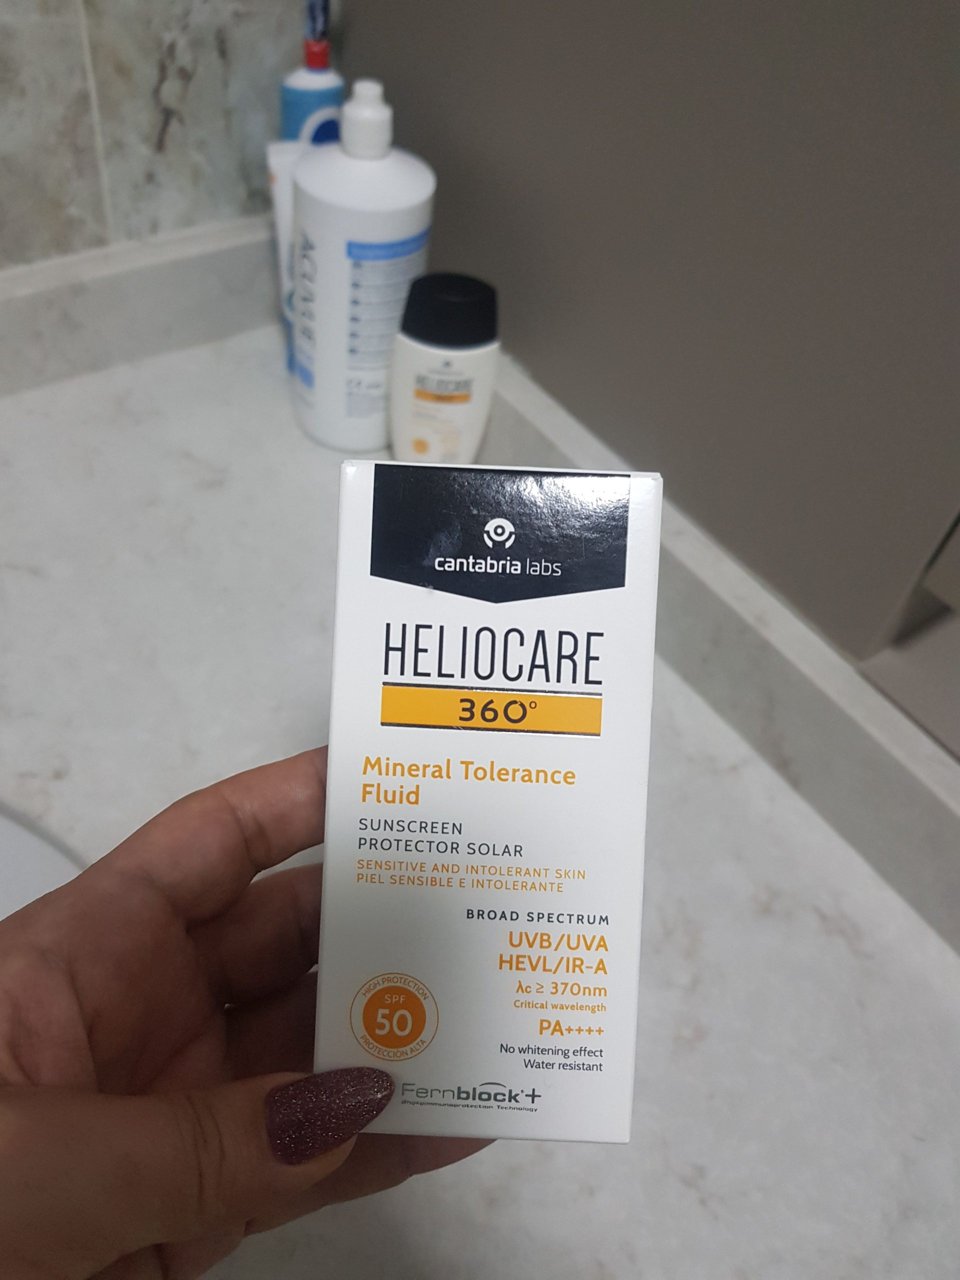 ACUVUE
HELIOCARE
cantabria labs
HELIOCARE
360°
Mineral Tolerance
Fluid
SUNSCREEN
PROTECTOR SOLAR
SENSITIVE AND INTOLERANT SKIN
PIEL SENSIBLE E INTOLERANTE
BROAD SPECTRUM
UVB/UVA
HEVL/IR-A
λc ≥ 370nm
Critical wavelength
PA++++
No whitening effect
Water resistant
HIGH PROTECTION
SPF
50
PROTECCIÓN ALTA
Fernblock®+